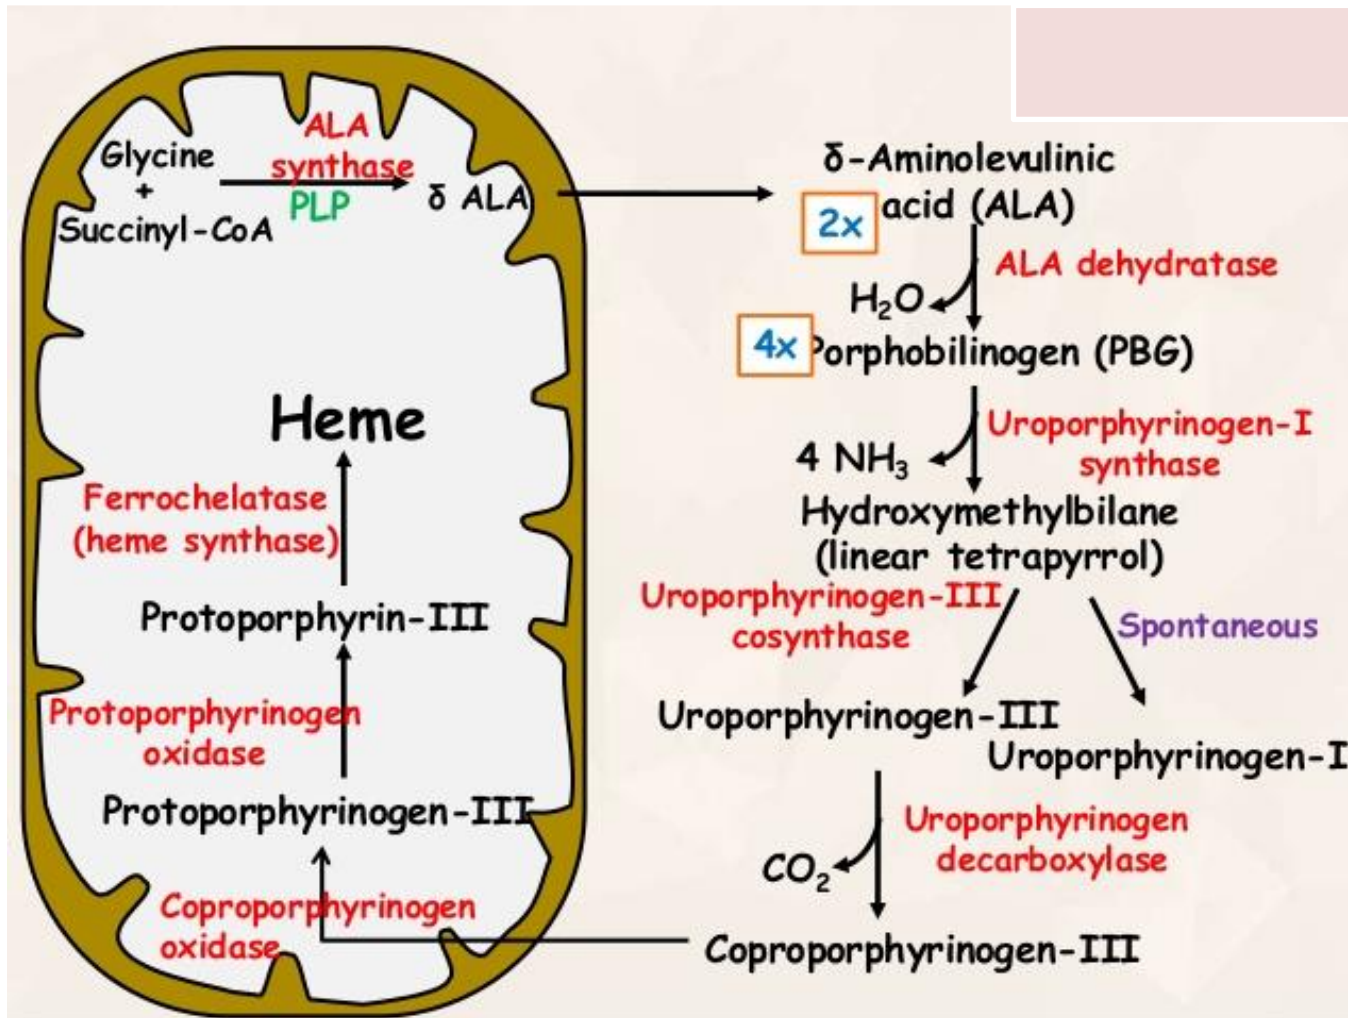 Glycine
+
Succinyl-CoA
ALA
synthase
PLP
δ ALA
δ-Aminolevulinic
acid (ALA)
2x
ALA dehydratase
H₂O
4x
Porphobilinogen (PBG)
Uroporphyrinogen-I
synthase
4 NH₃
Hydroxymethylbilane
(linear tetrapyrrol)
Uroporphyrinogen-III
cosynthase
Spontaneous
Uroporphyrinogen-III
Uroporphyrinogen-I
Uroporphyrinogen
decarboxylase
CO₂
Coproporphyrinogen-III
Coproporphyrinogen
oxidase
Protoporphyrinogen-III
Protoporphyrinogen
oxidase
Protoporphyrin-III
Ferrochelatase
(heme synthase)
Heme